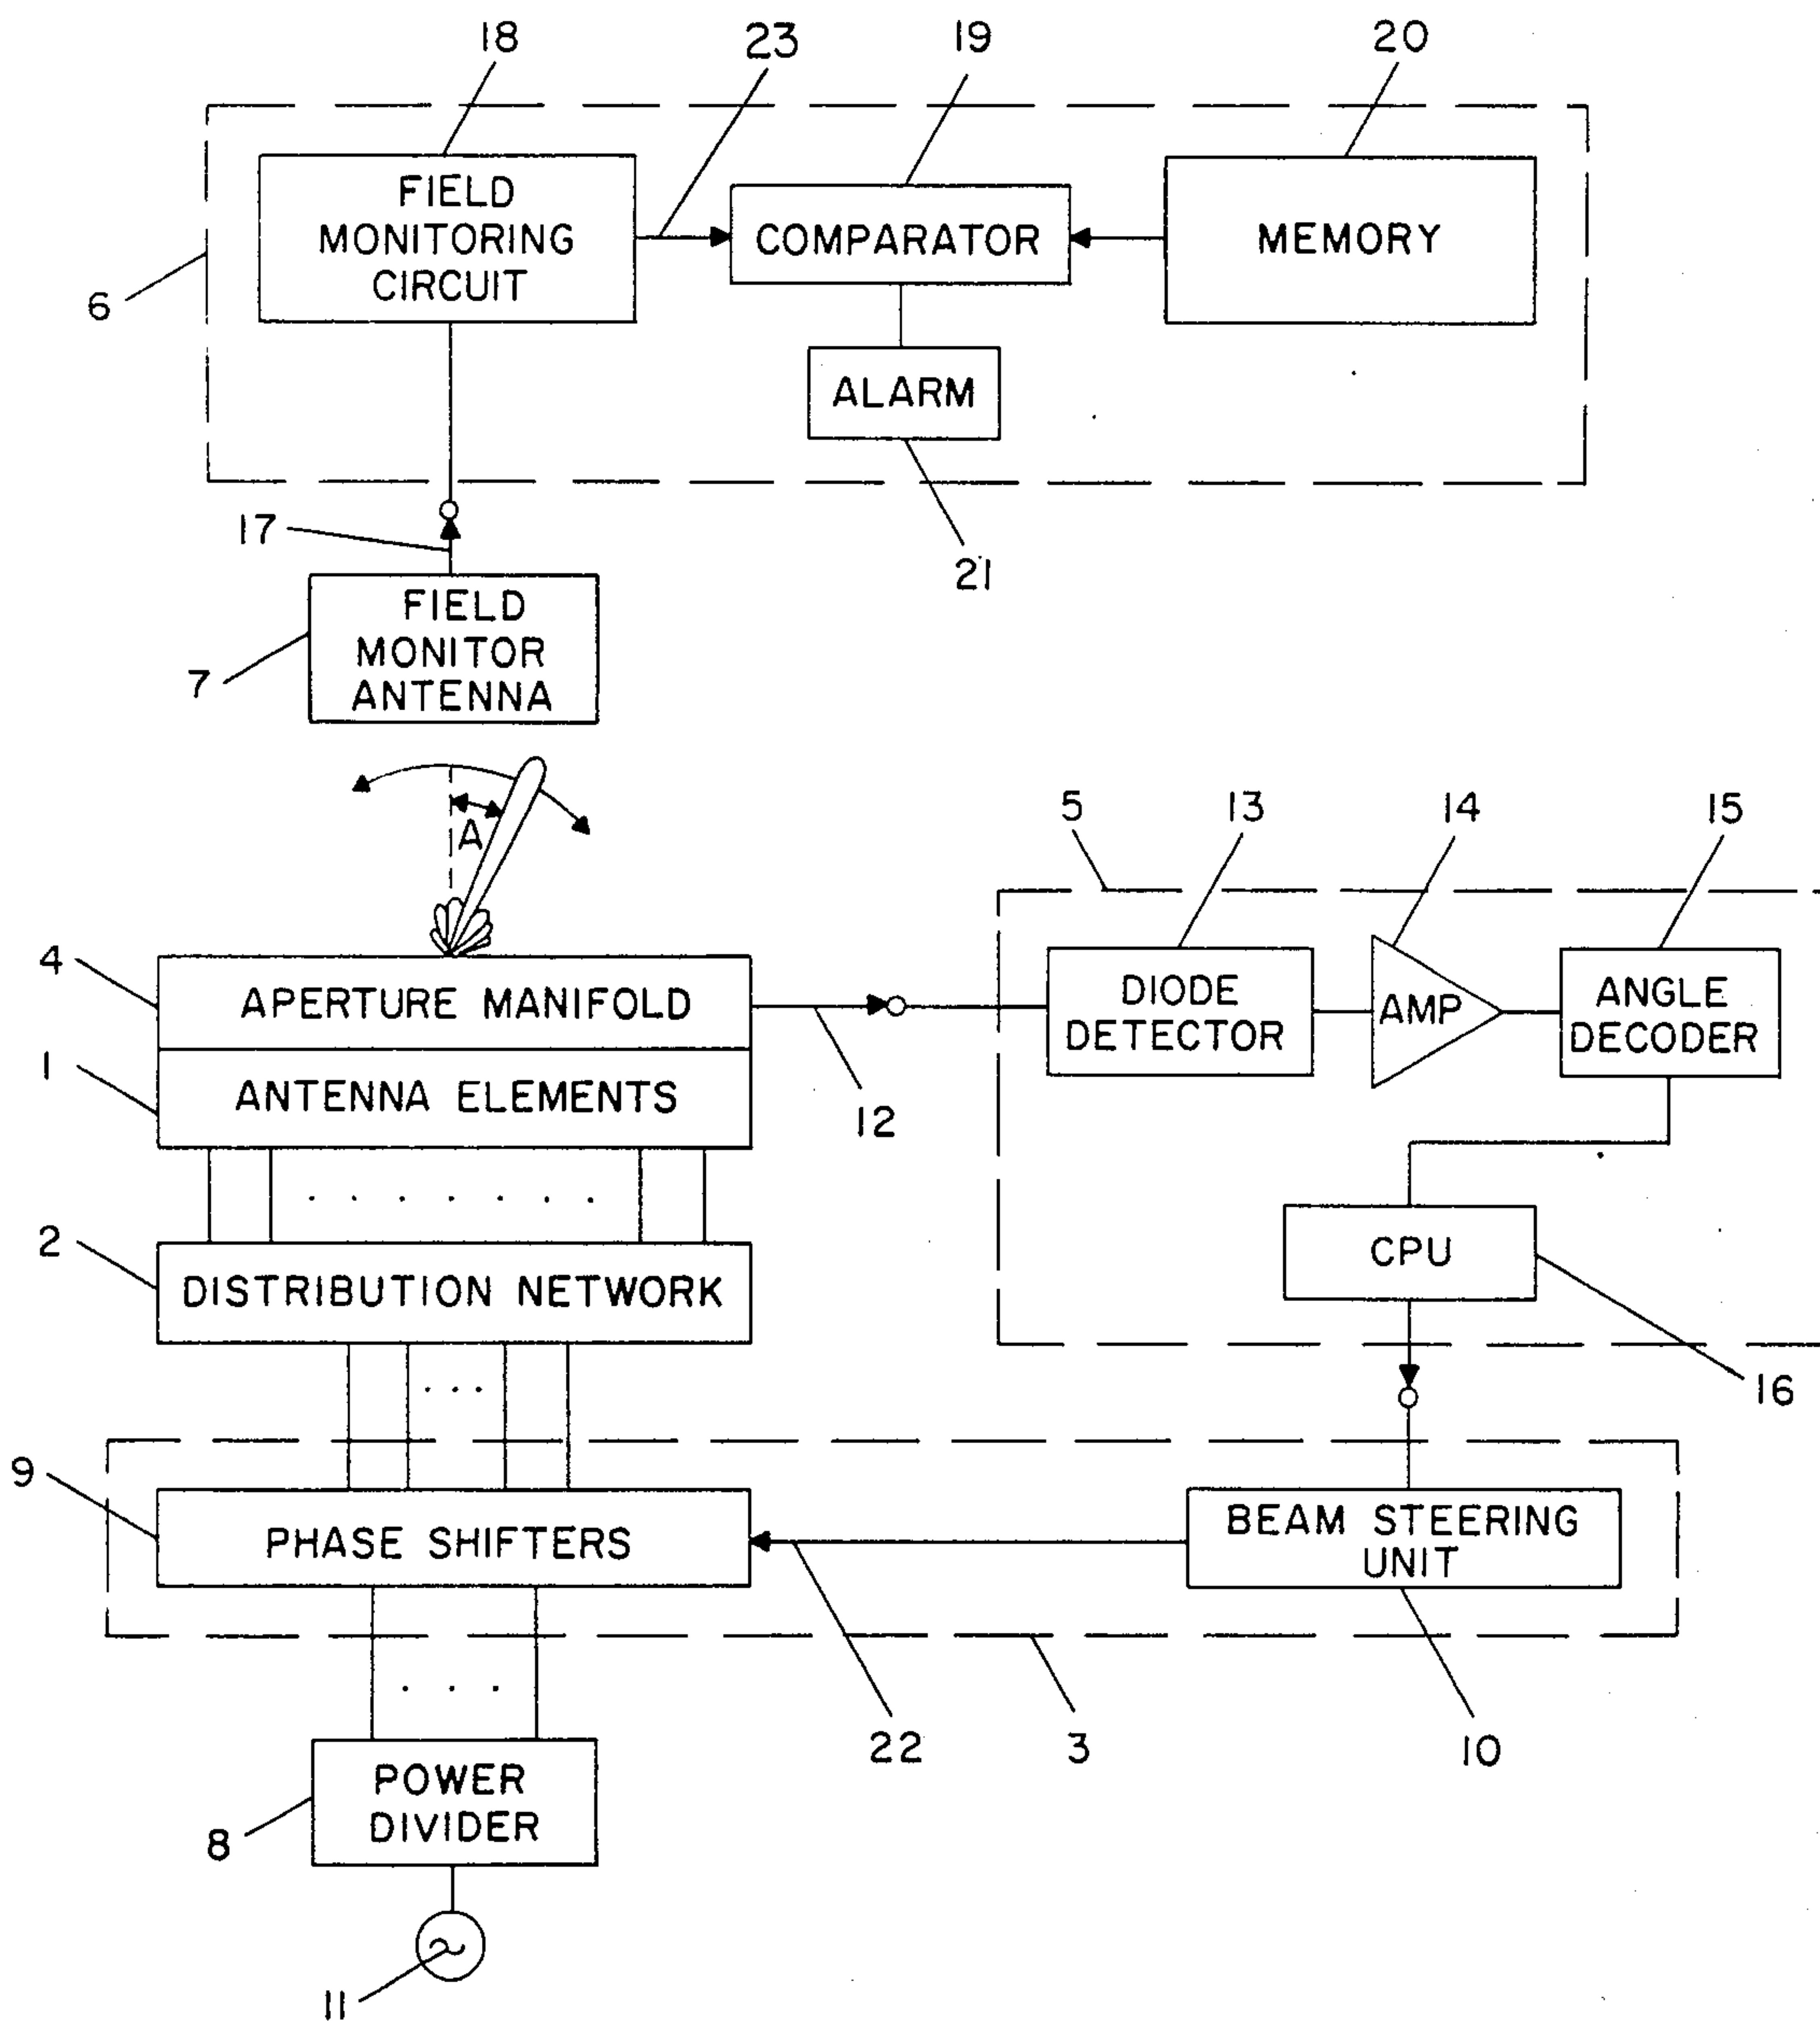 18
23
19
20
FIELD
MONITORING
CIRCUIT
COMPARATOR
MEMORY
6
ALARM
17
21
FIELD
MONITOR
ANTENNA
7
A
5
13
14
15
4
APERTURE MANIFOLD
DIODE
DETECTOR
AMP
ANGLE
DECODER
1
ANTENNA ELEMENTS
12
2
DISTRIBUTION NETWORK
CPU
16
9
PHASE SHIFTERS
BEAM STEERING
UNIT
22
3
10
POWER
DIVIDER
8
11